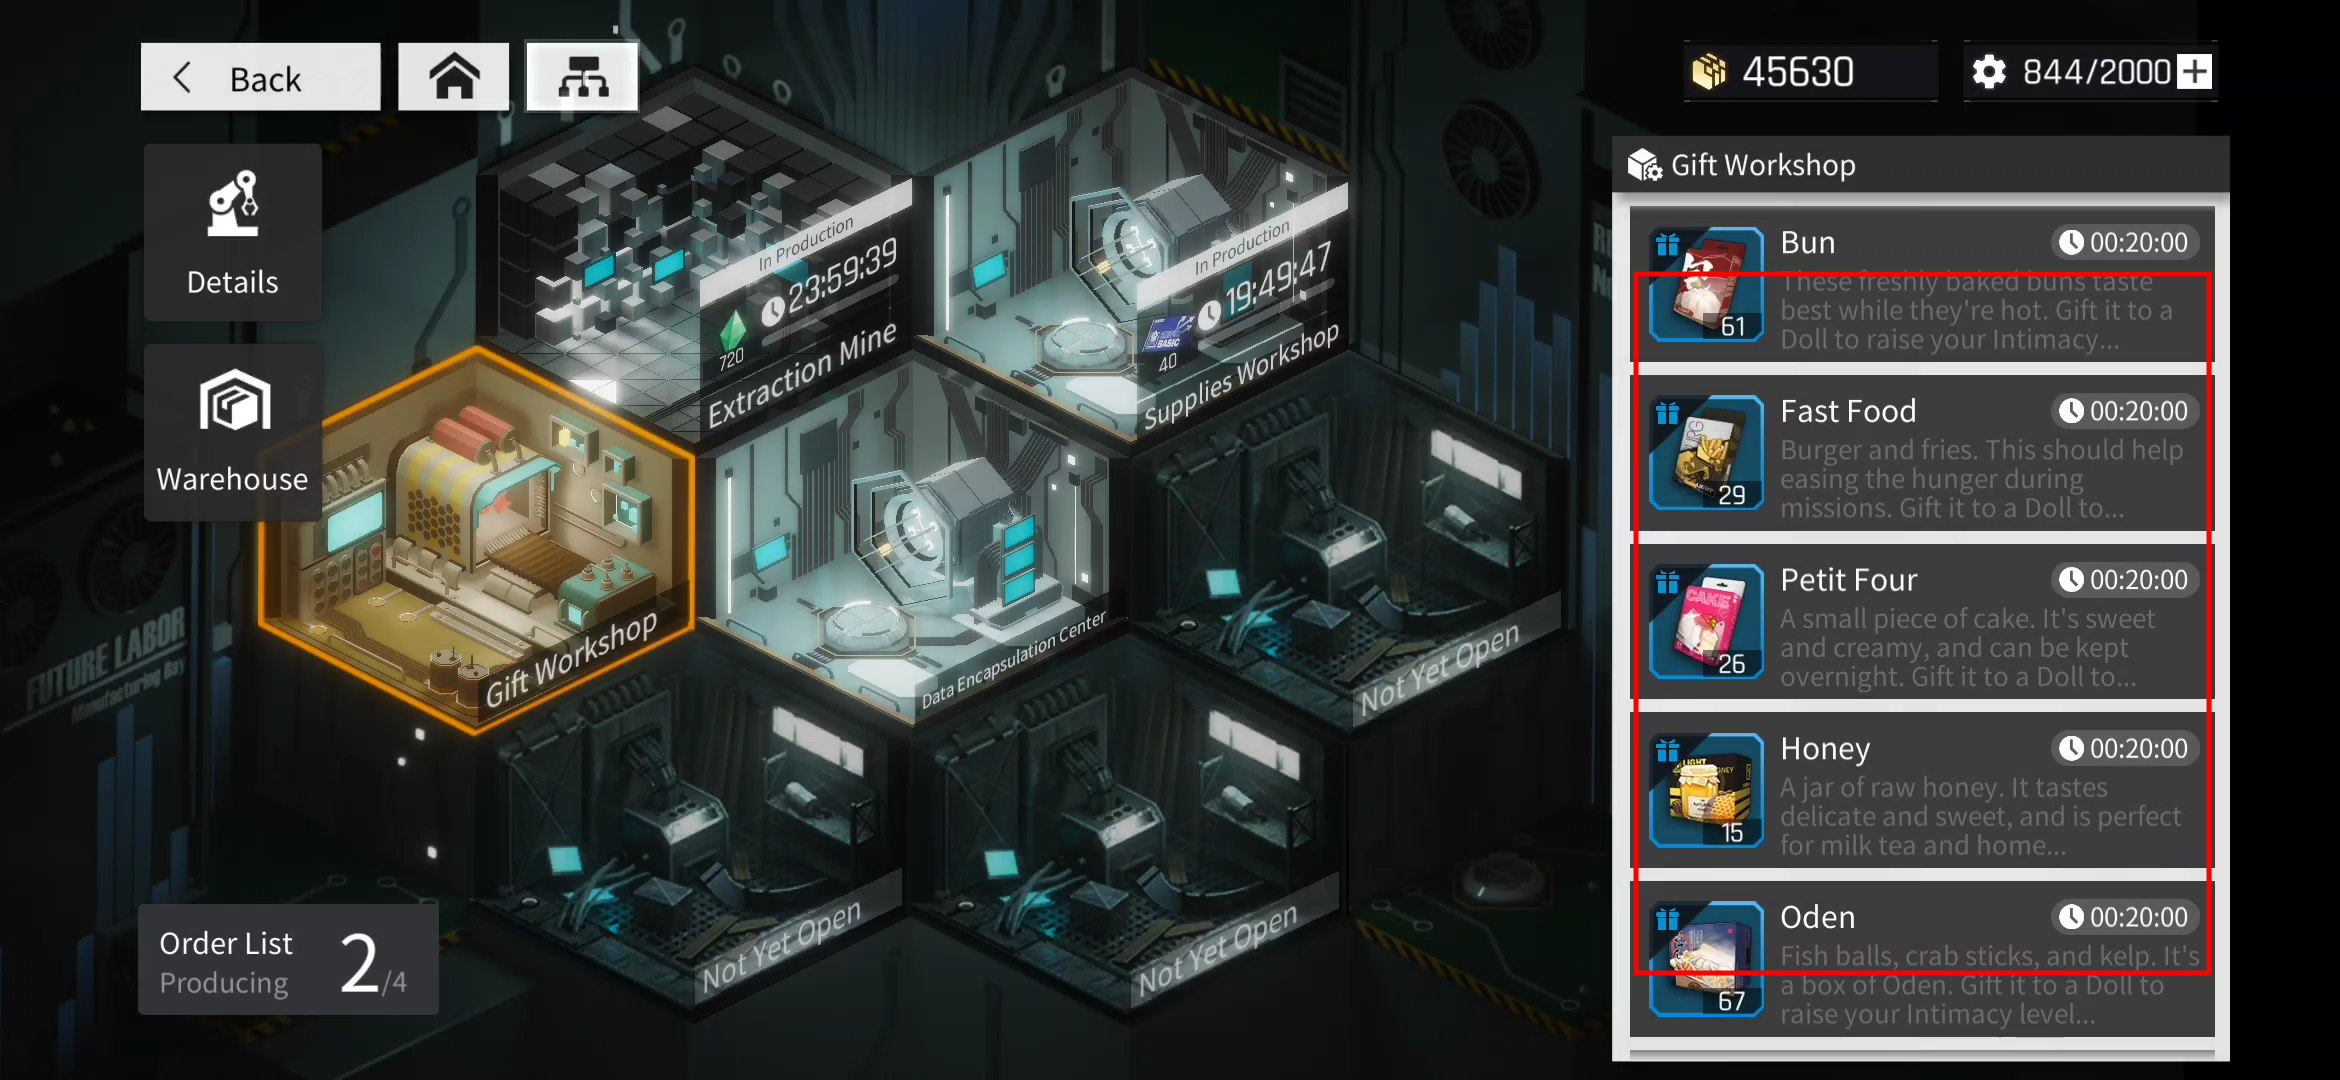 Back
45630
844/2000
Details
Warehouse
In Production
23:59:39
720
Extraction Mine
In Production
19:49:47
BASIC
40
Supplies Workshop
Gift Workshop
Data Encapsulation Center
Not Yet Open
Not Yet Open
Not Yet Open
FUTURE LABOR
Manufacturing Bay
Order List
Producing
2/4
Gift Workshop
Bun
00:20:00
These freshly baked buns taste
best while they're hot. Gift it to a
Doll to raise your Intimacy...
61
Fast Food
00:20:00
Burger and fries. This should help
easing the hunger during
missions. Gift it to a Doll to...
29
Petit Four
00:20:00
A small piece of cake. It's sweet
and creamy, and can be kept
overnight. Gift it to a Doll to...
CAKE
26
Honey
00:20:00
A jar of raw honey. It tastes
delicate and sweet, and is perfect
for milk tea and home...
15
Oden
00:20:00
Fish balls, crab sticks, and kelp. It's
a box of Oden. Gift it to a Doll to
raise your Intimacy level...
67